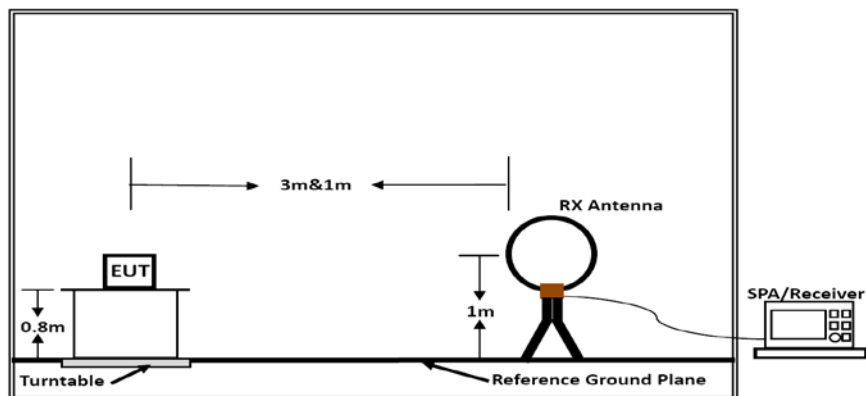 3m&1m
RX Antenna
EUT
SPA/Receiver
0.8m
1m
Turntable
Reference Ground Plane